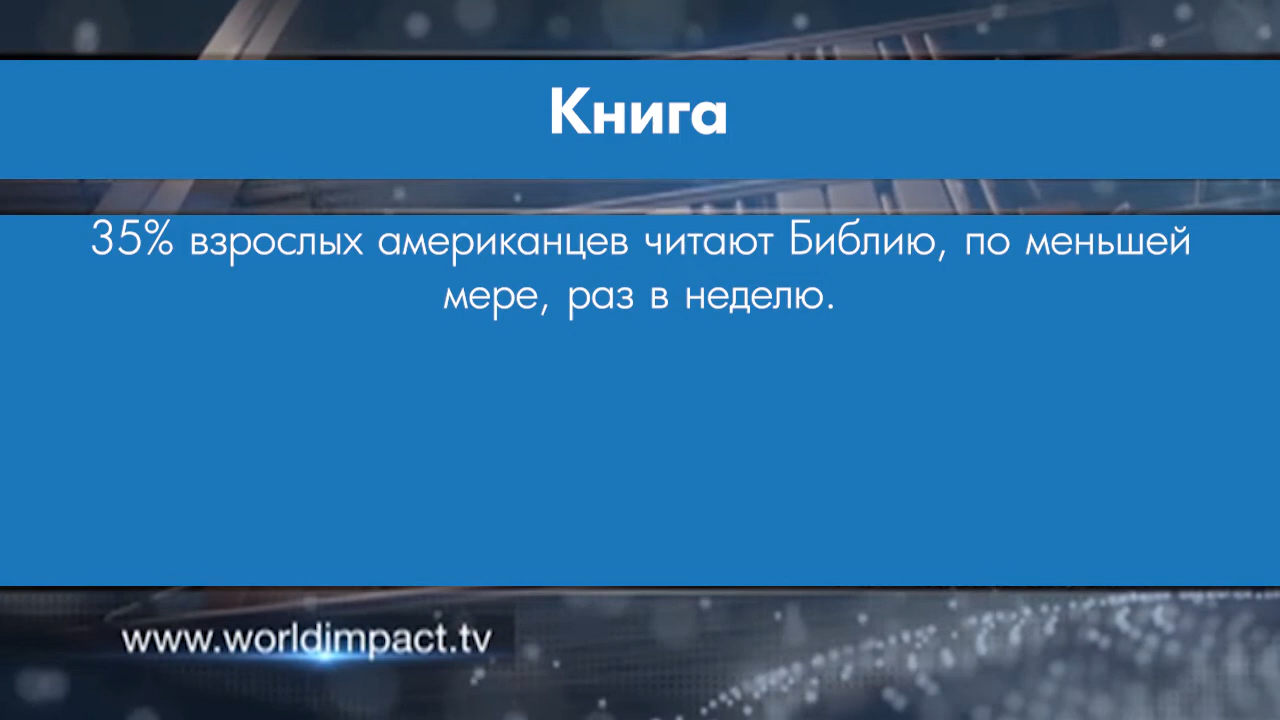 Книга
35% взрослых американцев читают Библию, по меньшей
мере, раз в неделю.
www.worldimpact.tv